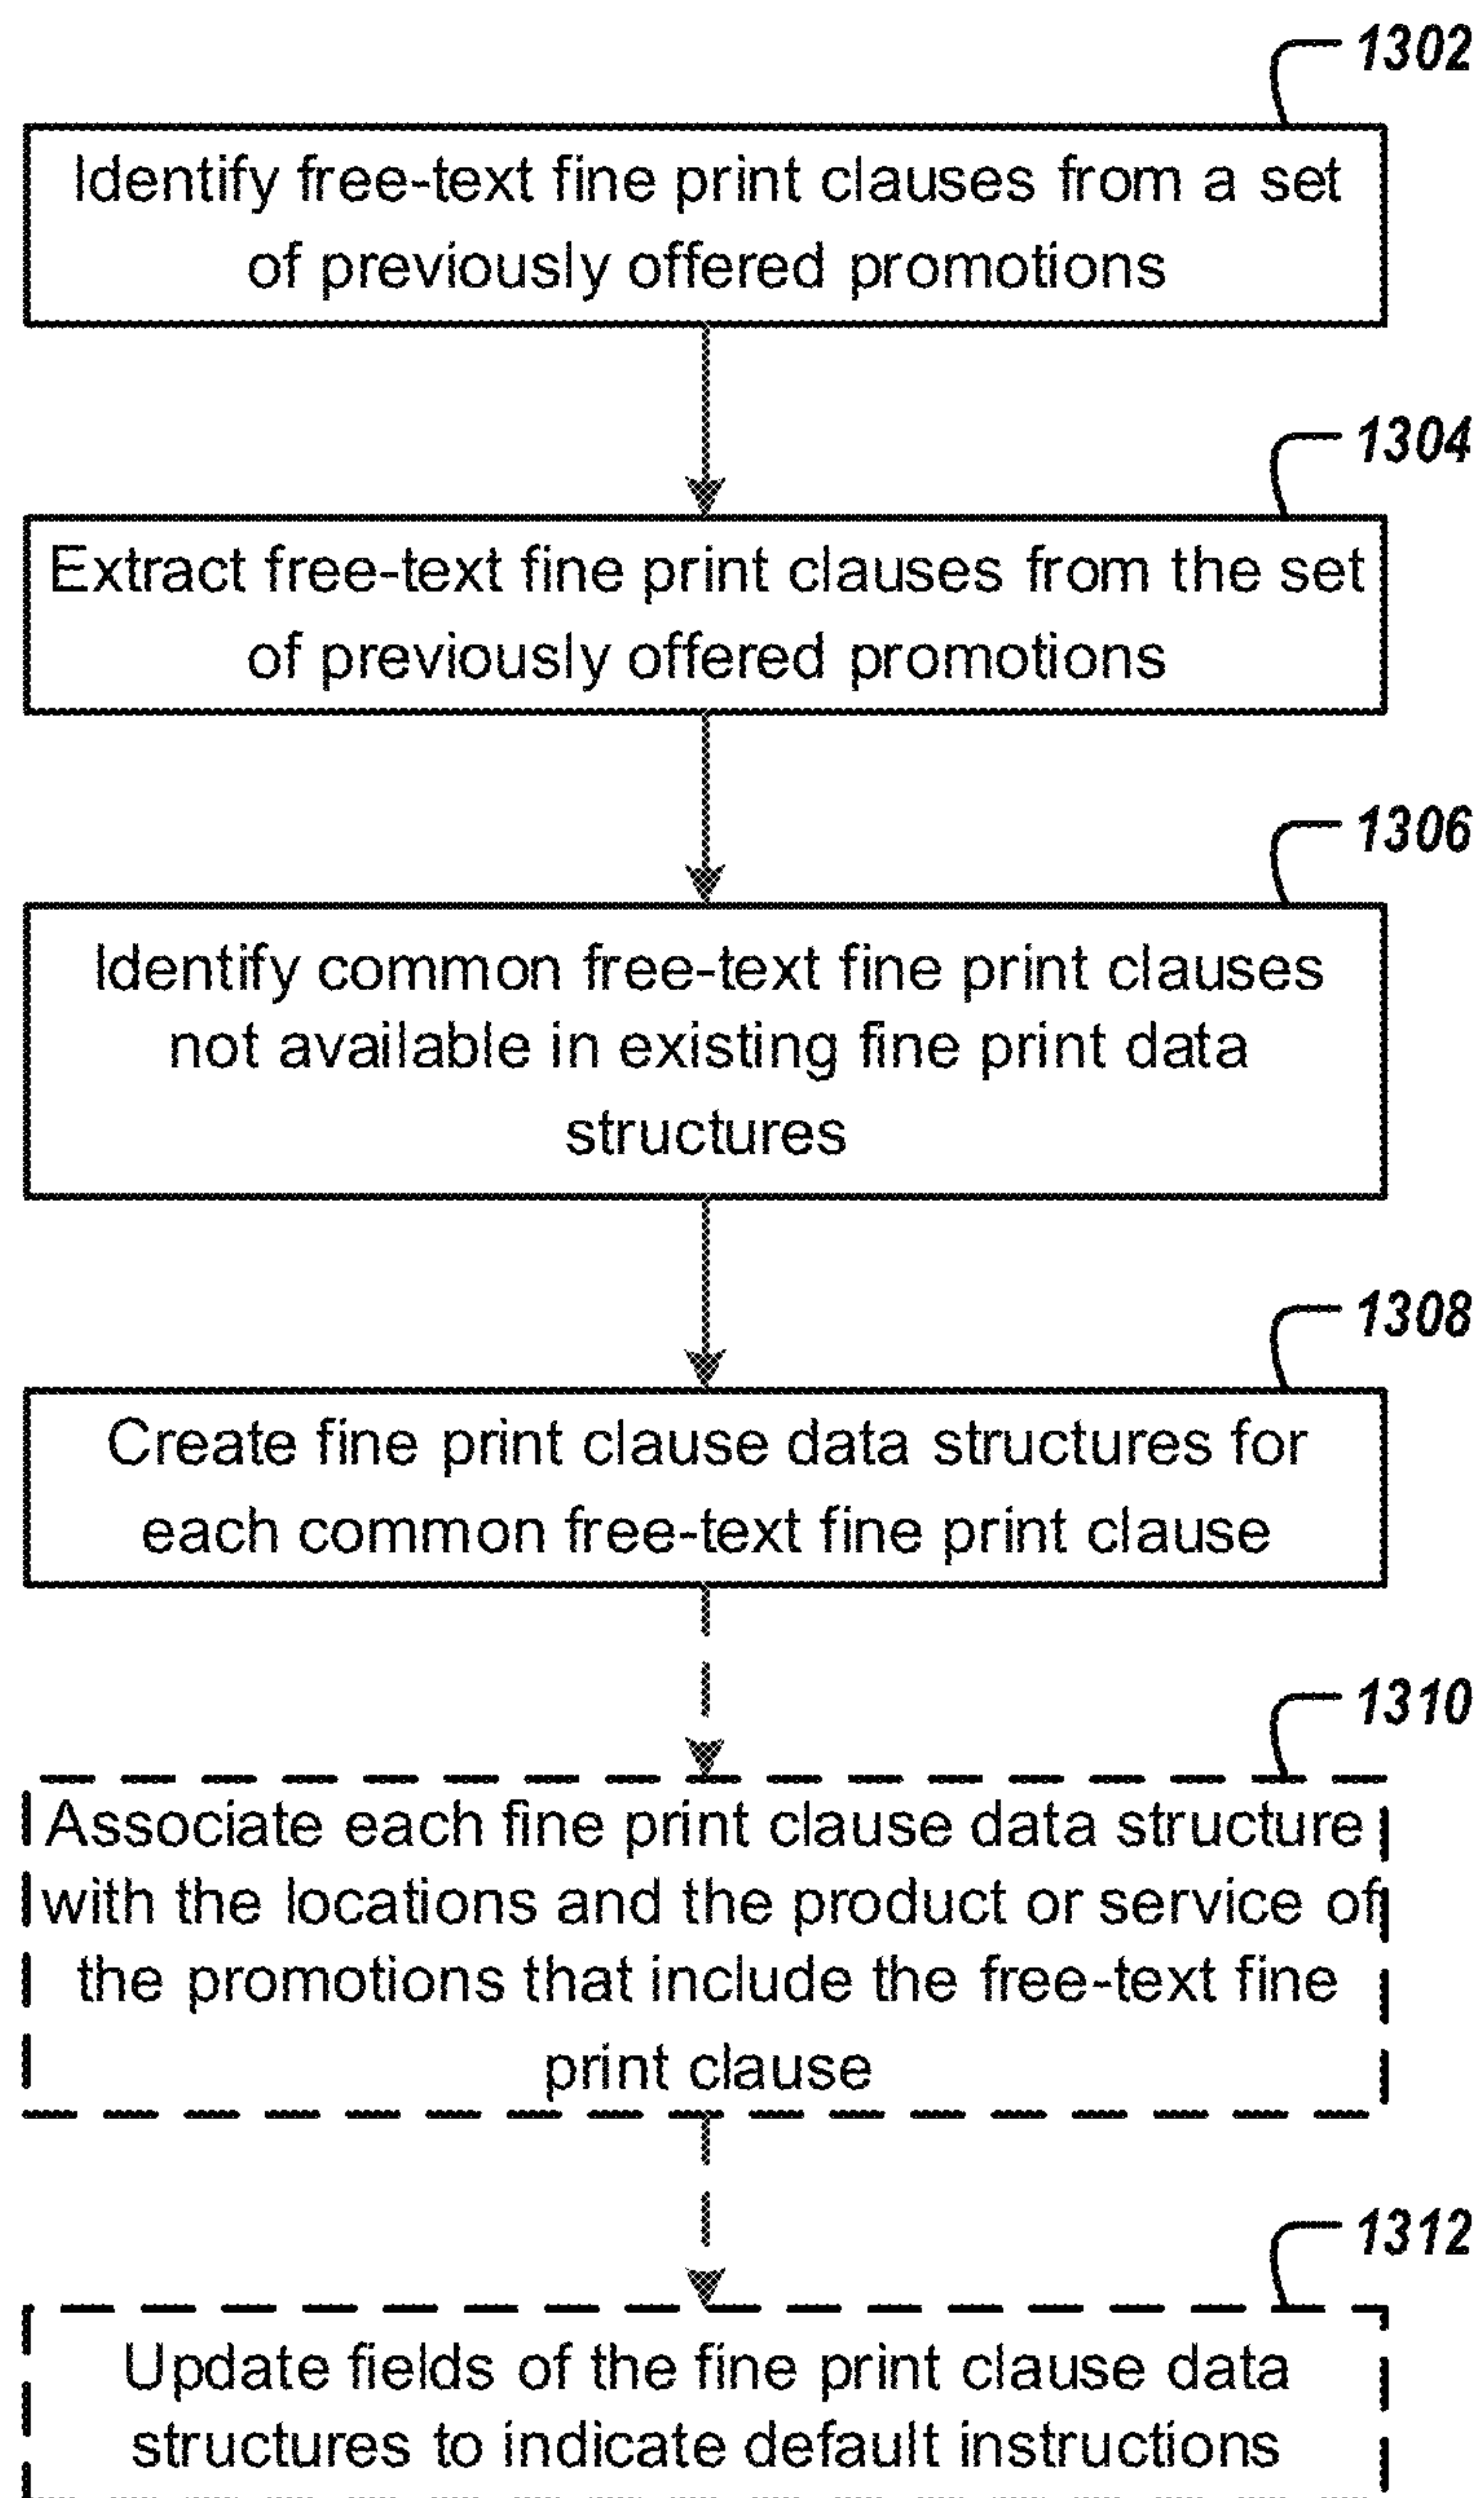 1302
Identify free-text fine print clauses from a set
of previously offered promotions
1304
Extract free-text fine print clauses from the set
of previously offered promotions
1306
Identify common free-text fine print clauses
not available in existing fine print data
structures
1308
Create fine print clause data structures for
each common free-text fine print clause
1310
Associate each fine print clause data structure
with the locations and the product or service of
the promotions that include the free-text fine
print clause
1312
Update fields of the fine print clause data
structures to indicate default instructions